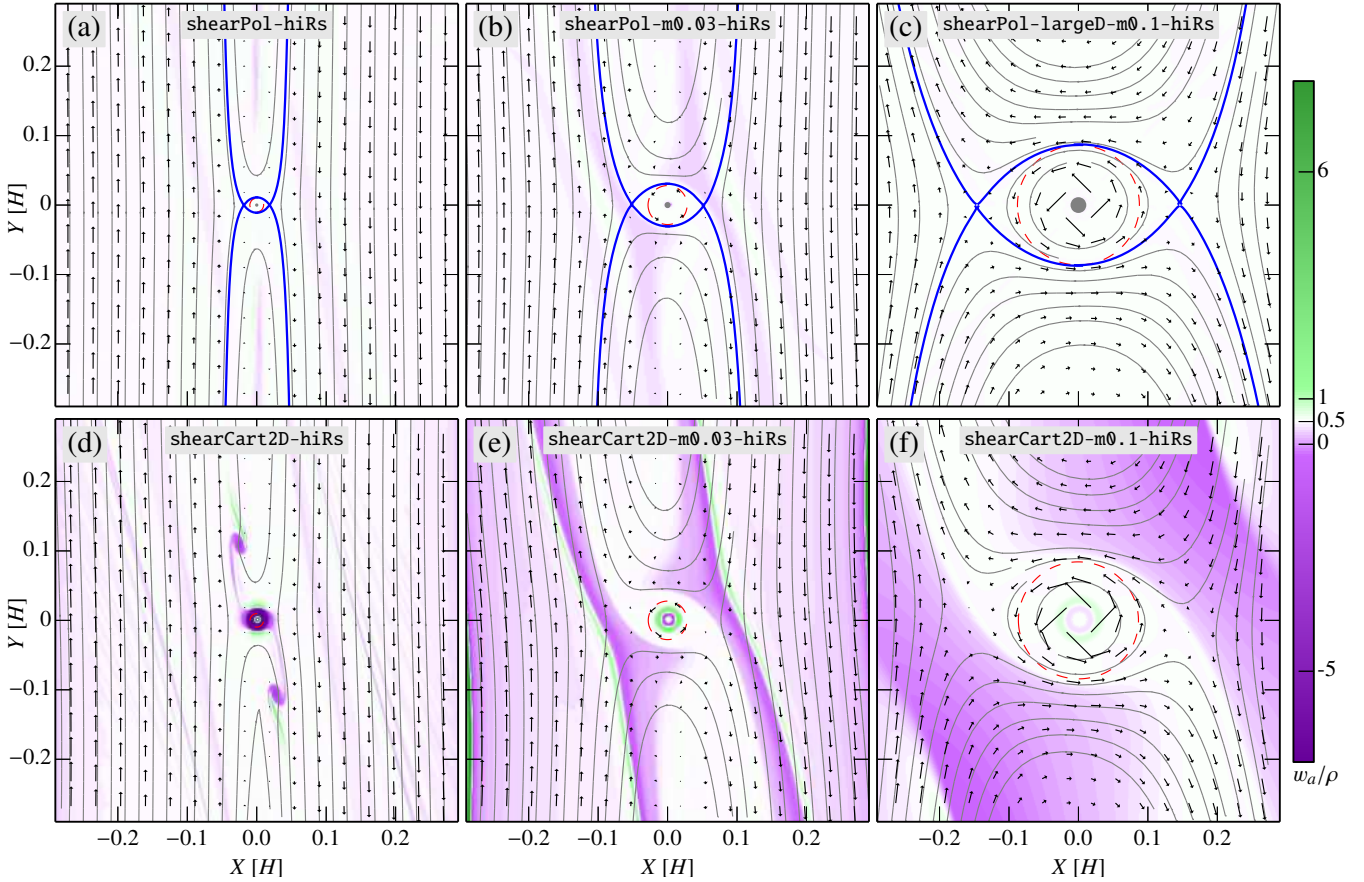 (a) shearPol-hiRs
(b) shearPol-m0.03-hiRs
(c) shearPol-largeD-m0.1-hiRs
Y [H]
0.2
0.1
0
−0.1
−0.2
6
1
0.5
0
-5
w_a/ρ
(d) shearCart2D-hiRs
(e) shearCart2D-m0.03-hiRs
(f) shearCart2D-m0.1-hiRs
Y [H]
0.2
0.1
0
−0.1
−0.2
−0.2 −0.1 0.0 0.1 0.2
−0.2 −0.1 0.0 0.1 0.2
−0.2 −0.1 0.0 0.1 0.2
X [H]
X [H]
X [H]